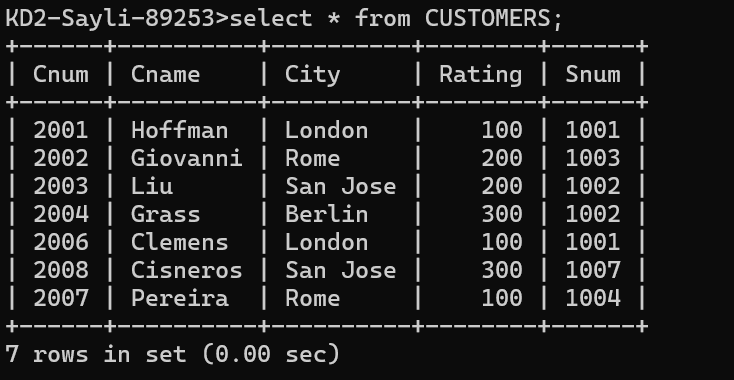 KD2-Sayli-89253>select * from CUSTOMERS;
+------+----------+----------+--------+------+
| Cnum | Cname    | City     | Rating | Snum |
+------+----------+----------+--------+------+
| 2001 | Hoffman  | London   |    100 | 1001 |
| 2002 | Giovanni | Rome     |    200 | 1003 |
| 2003 | Liu      | San Jose |    200 | 1002 |
| 2004 | Grass    | Berlin   |    300 | 1002 |
| 2006 | Clemens  | London   |    100 | 1001 |
| 2008 | Cisneros | San Jose |    300 | 1007 |
| 2007 | Pereira  | Rome     |    100 | 1004 |
+------+----------+----------+--------+------+
7 rows in set (0.00 sec)